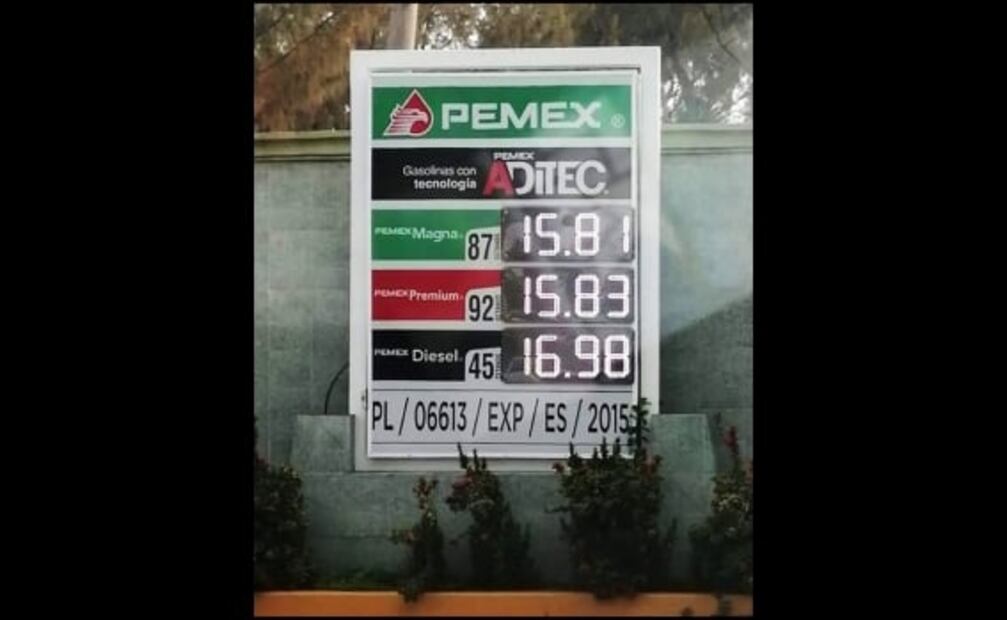 PEMEX ®
Gasolinas con tecnología PEMEX ADITEC
PEMEX Magna 87 15.81
PEMEX Premium 92 15.83
PEMEX Diesel 45 16.98
PL / 06613 / EXP / ES / 2015